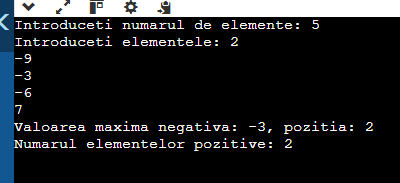 Introduceti numarul de elemente: 5
Introduceti elementele: 2
-9
-3
-6
7
Valoarea maxima negativa: -3, pozitia: 2
Numarul elementelor pozitive: 2